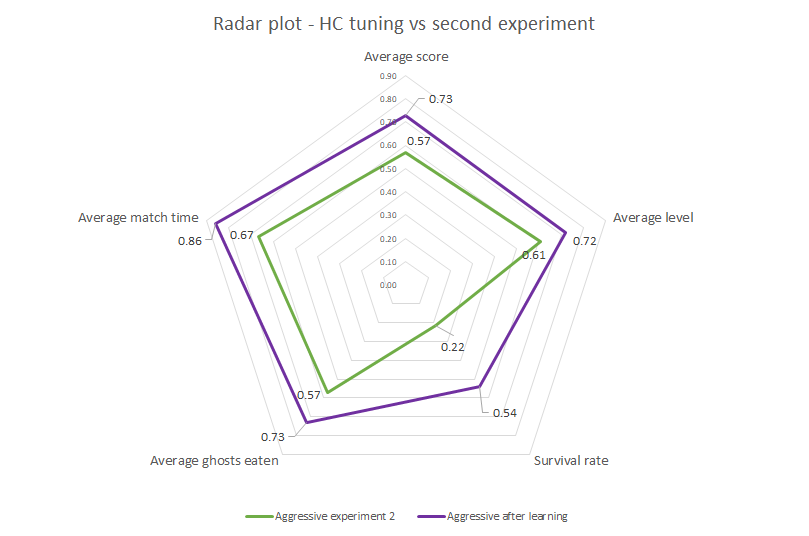 Radar plot - HC tuning vs second experiment
Average score
0.90
0.80
0.73
0.70
0.60
0.57
0.50
0.40
0.30
0.20
0.10
0.00
Average match time
Average level
0.86
0.67
0.61
0.72
0.22
0.57
0.54
0.73
Average ghosts eaten
Survival rate
Aggressive experiment 2
Aggressive after learning